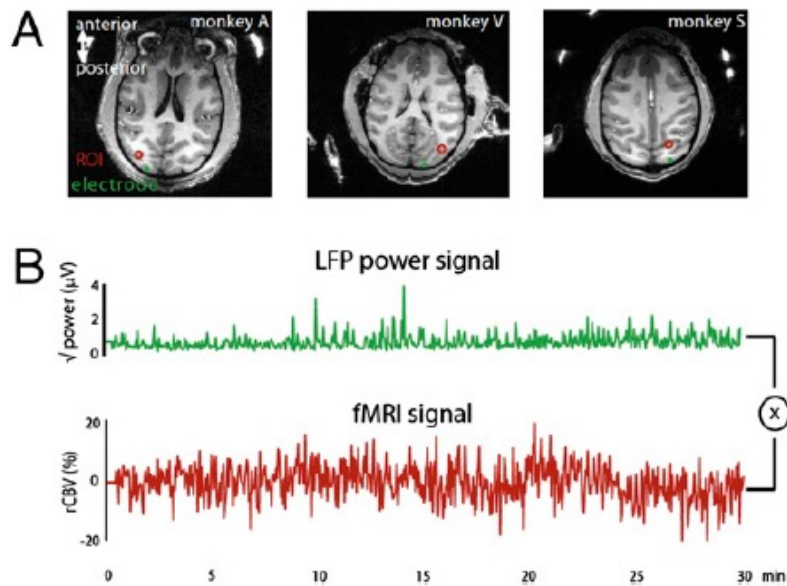 A
anterior
posterior
monkey A
monkey V
monkey S
ROI
electrode
B
LFP power signal
√power (μV)
4
2
0
fMRI signal
rCBV (%)
20
0
-20
0 5 10 15 20 25 30 min
x